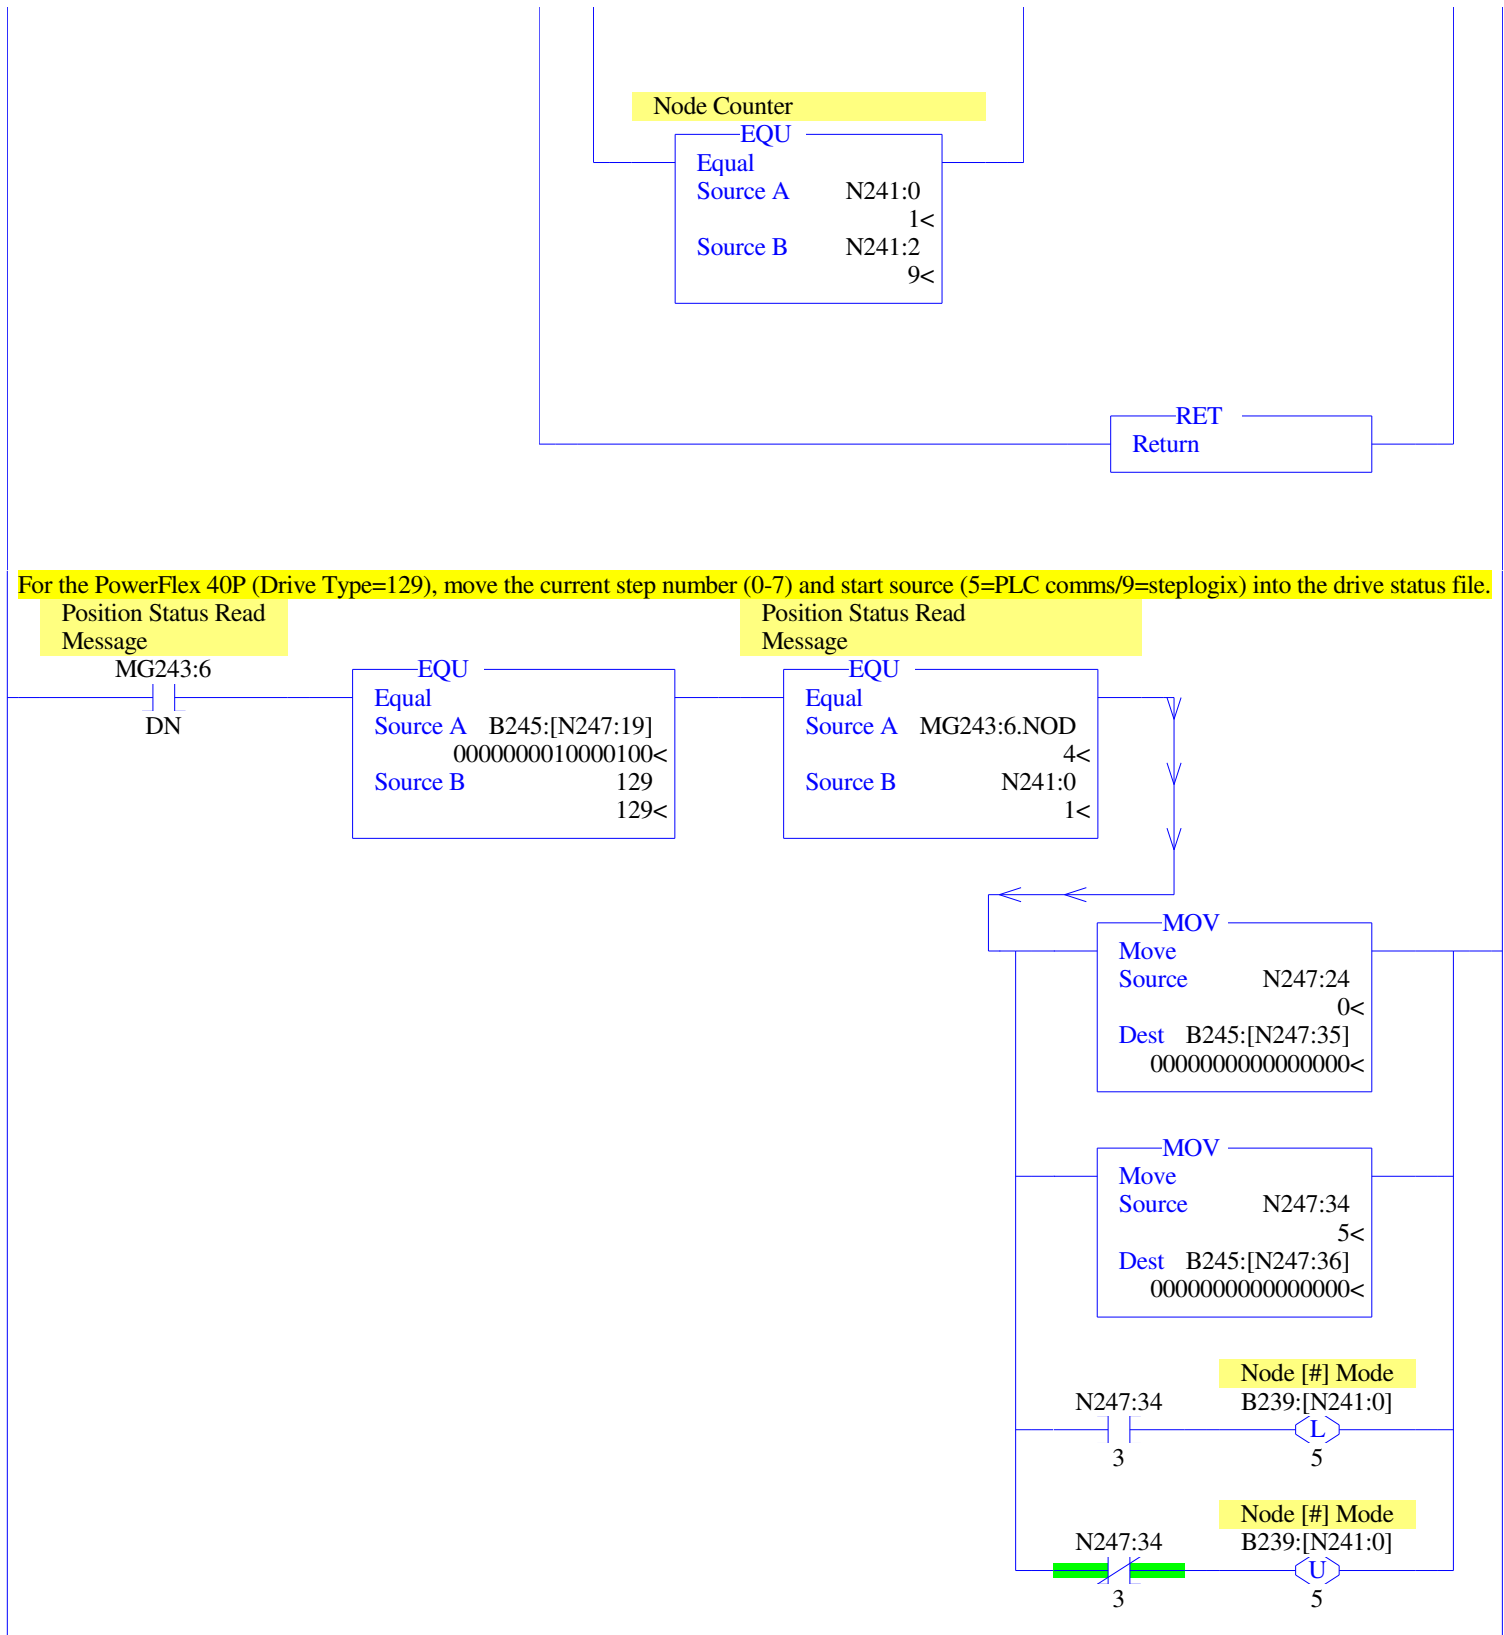 Node Counter
EQU
Equal
Source A N241:0
1<
Source B N241:2
9<
RET
Return
For the PowerFlex 40P (Drive Type=129), move the current step number (0-7) and start source (5=PLC comms/9=steplogix) into the drive status file.
Position Status Read
Message
MG243:6
DN
EQU
Equal
Source A B245:[N247:19]
0000000010000100<
Source B 129
129<
Position Status Read
Message
EQU
Equal
Source A MG243:6.NOD
4<
Source B N241:0
1<
MOV
Move
Source N247:24
0<
Dest B245:[N247:35]
0000000000000000<
MOV
Move
Source N247:34
5<
Dest B245:[N247:36]
0000000000000000<
N247:34
3
Node [#] Mode
B239:[N241:0]
L
5
N247:34
3
Node [#] Mode
B239:[N241:0]
U
5